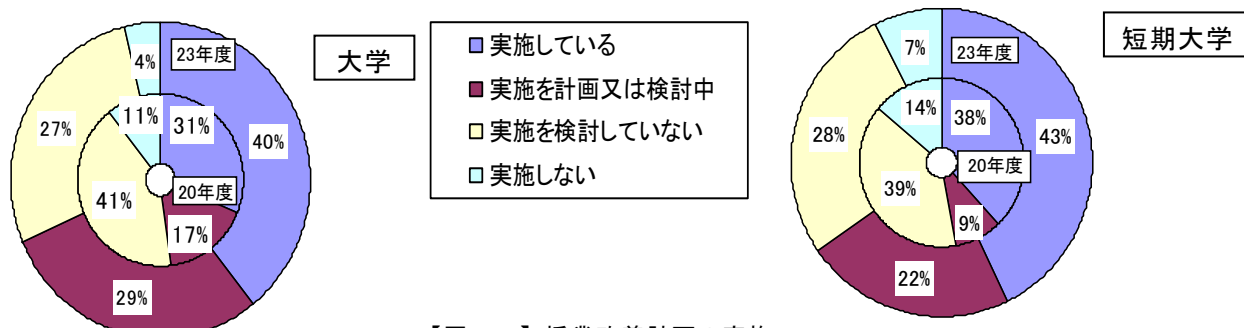 大学
23年度
4%
40%
27%
29%
11%
31%
20年度
41%
17%
実施している
実施を計画又は検討中
実施を検討していない
実施しない
短期大学
23年度
7%
43%
28%
22%
14%
38%
20年度
39%
9%